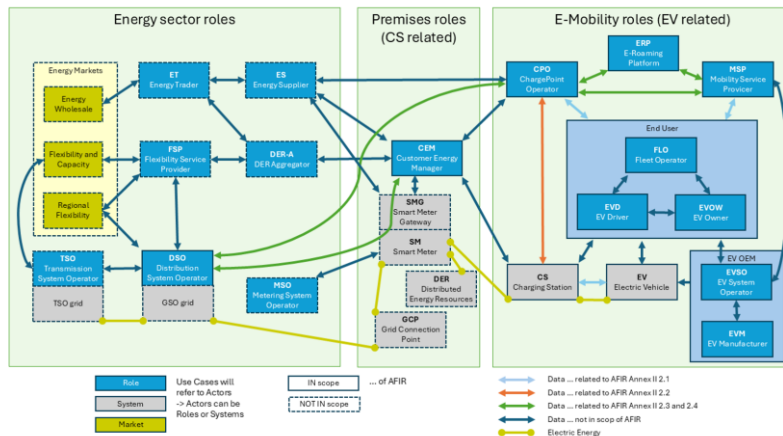 Energy sector roles
Premises roles
(CS related)
E-Mobility roles (EV related)
Energy Markets
Energy
Wholesale
Flexibility and
Capacity
Regional
Flexibility
ET
Energy Trader
ES
Energy Supplier
FSP
Flexibility Service
Provider
DER-A
DER Aggregator
TSO
Transmission
System Operator
TSO grid
DSO
Distribution
System Operator
GSO grid
MSO
Metering System
Operator
CEM
Customer Energy
Manager
SMG
Smart Meter
Gateway
SM
Smart Meter
DER
Distributed
Energy Resources
GCP
Grid Connection
Point
CPO
ChargePoint
Operator
ERP
E-Roaming
Platform
MSP
Mobility Service
Provicer
End User
FLO
Fleet Operator
EVD
EV Driver
EVOW
EV Owner
CS
Charging Station
EV
Electric Vehicle
EV OEM
EVSO
EV System
Operator
EVM
EV Manufacturer
Role
System
Market
Use Cases will
refer to Actors
-> Actors can be
Roles or Systems
IN scope
... of AFIR
NOT IN scope
Data ... related to AFIR Annex II 2.1
Data ... related to AFIR Annex II 2.2
Data ... related to AFIR Annex II 2.3 and 2.4
Data ... not in scope of AFIR
Electric Energy